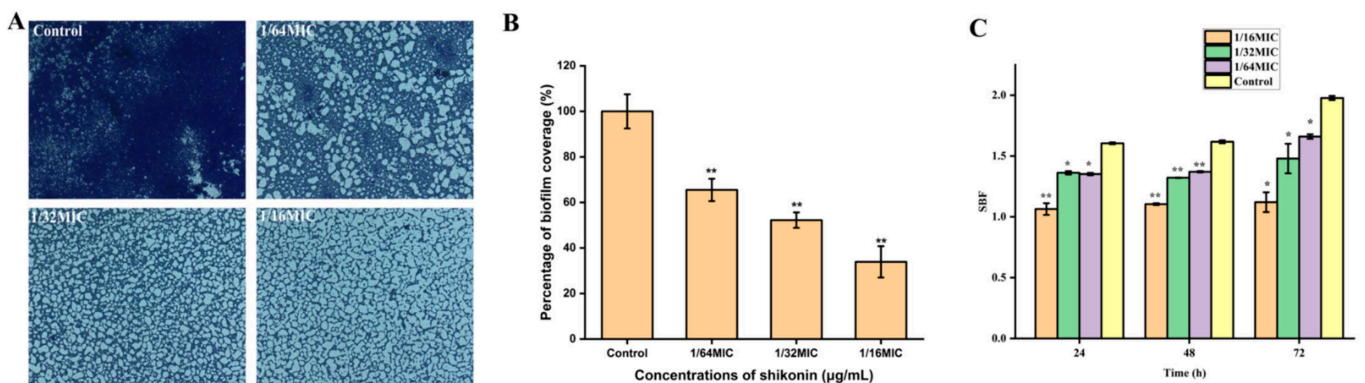 A
Control
1/64MIC
1/32MIC
1/16MIC
B
Percentage of biofilm coverage (%)
120
100
80
60
40
20
0
**
**
**
Control 1/64MIC 1/32MIC 1/16MIC
Concentrations of shikonin (μg/mL)
C
1/16MIC
1/32MIC
1/64MIC
Control
SBF
2.0
1.5
1.0
0.5
0.0
** * *
** ** **
* * *
24 48 72
Time (h)